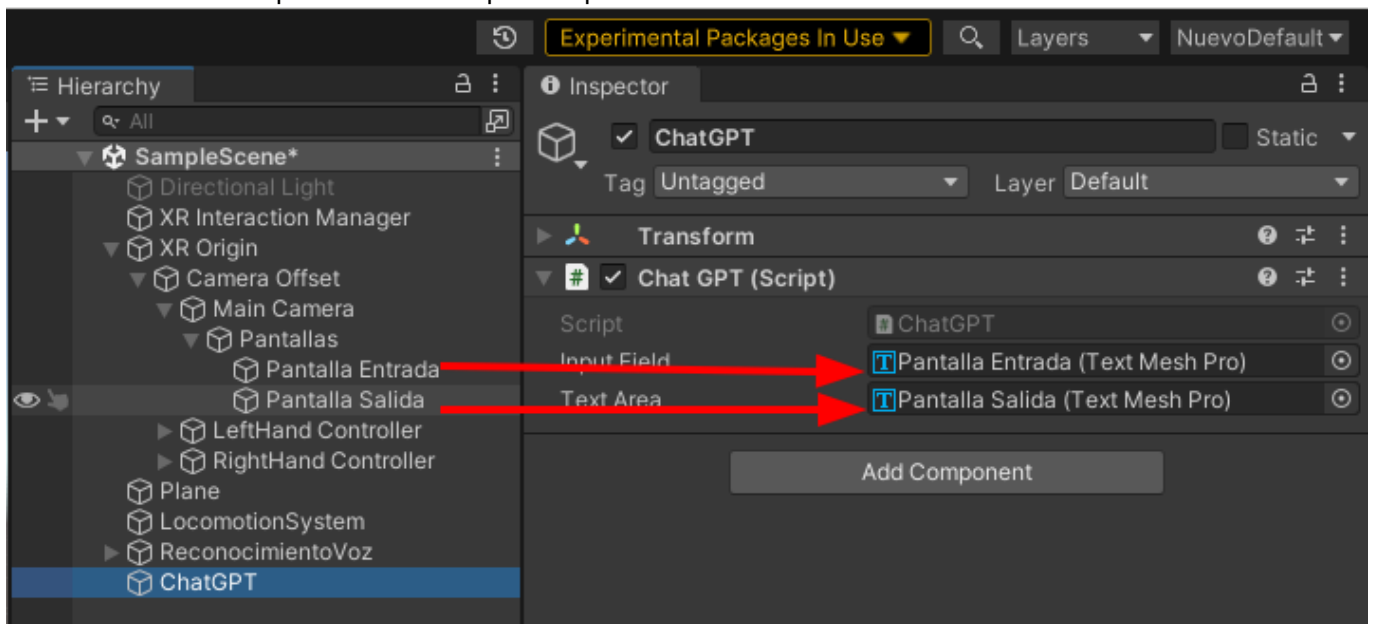 Experimental Packages In Use
Layers
NuevoDefault
Hierarchy
All
SampleScene*
Directional Light
XR Interaction Manager
XR Origin
Camera Offset
Main Camera
Pantallas
Pantalla Entrada
Pantalla Salida
LeftHand Controller
RightHand Controller
Plane
LocomotionSystem
ReconocimientoVoz
ChatGPT
Inspector
ChatGPT
Static
Tag Untagged
Layer Default
Transform
# Chat GPT (Script)
Script
ChatGPT
Input Field
Pantalla Entrada (Text Mesh Pro)
Text Area
Pantalla Salida (Text Mesh Pro)
Add Component